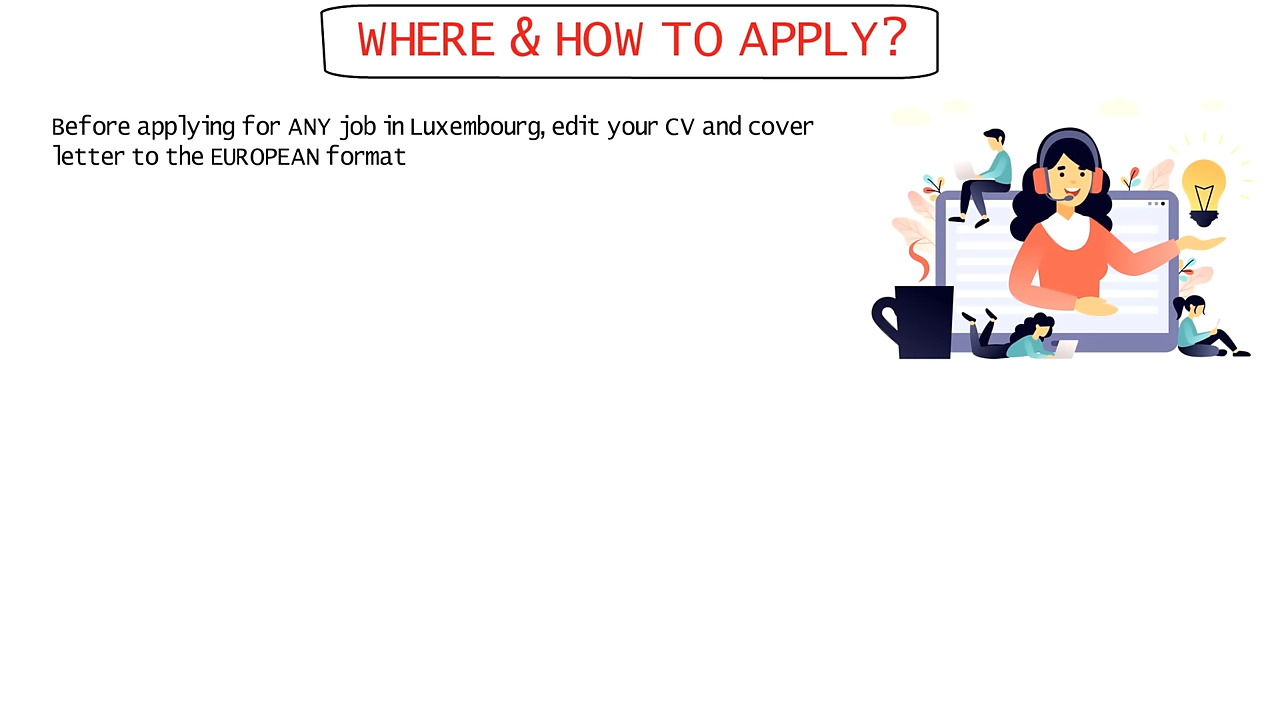 WHERE & HOW TO APPLY?
Before applying for ANY job in Luxembourg, edit your CV and cover
letter to the EUROPEAN format